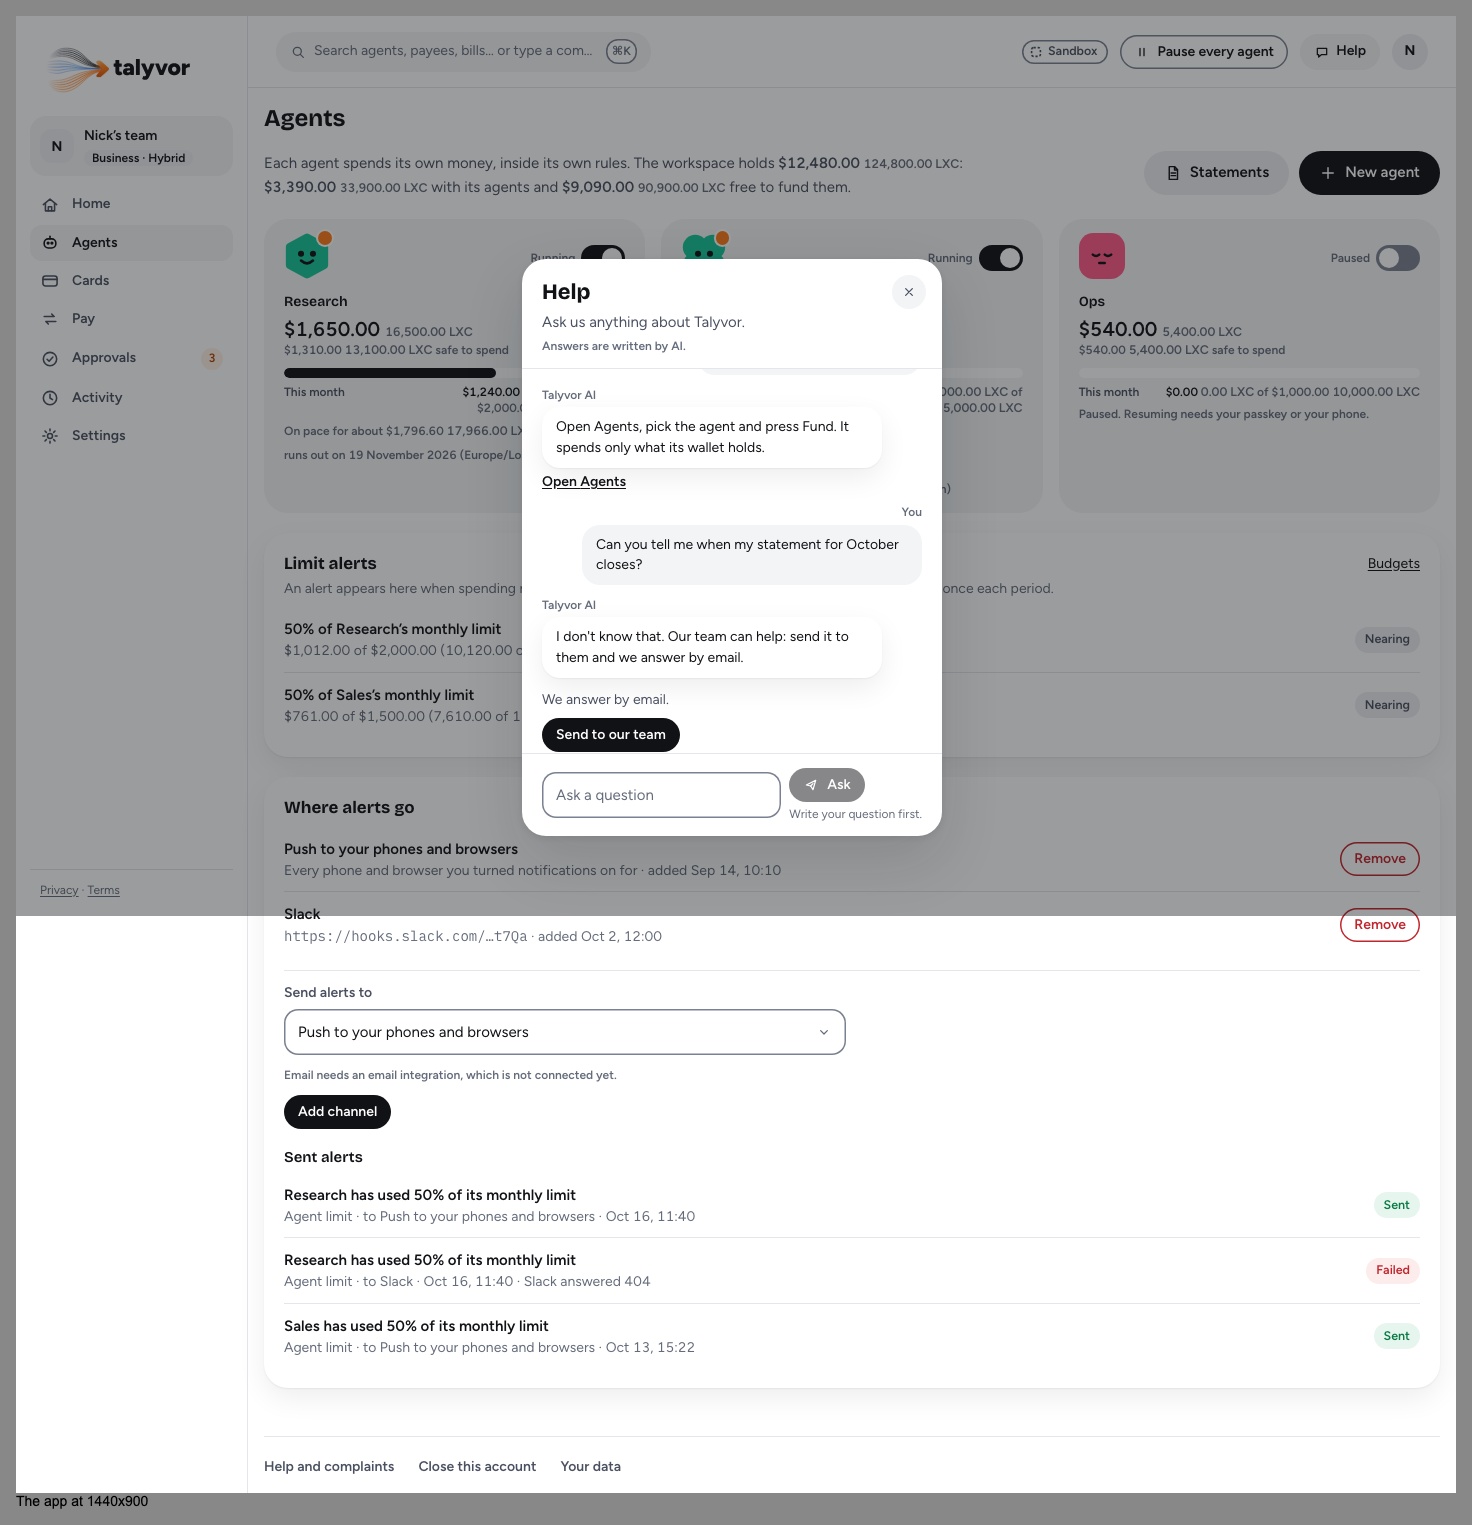 talyvor
Search agents, payees, bills... or type a com...
⌘K
Sandbox
Pause every agent
Help
N
N
Nick's team
Business · Hybrid
Home
Agents
Cards
Pay
Approvals
3
Activity
Settings
Privacy · Terms
Agents
Each agent spends its own money, inside its own rules. The workspace holds $12,480.00 124,800.00 LXC:
$3,390.00 33,900.00 LXC with its agents and $9,090.00 90,900.00 LXC free to fund them.
Statements
New agent
Running
Research
$1,650.00 16,500.00 LXC
$1,310.00 13,100.00 LXC safe to spend
This month
$1,240.00
$2,000.
On pace for about $1,796.60 17,966.00 LX
runs out on 19 November 2026 (Europe/Lo
Running
000.00 LXC of
5,000.00 LXC
n)
Paused
Ops
$540.00 5,400.00 LXC
$540.00 5,400.00 LXC safe to spend
This month
$0.00 0.00 LXC of $1,000.00 10,000.00 LXC
Paused. Resuming needs your passkey or your phone.
Help
Ask us anything about Talyvor.
Answers are written by AI.
Talyvor AI
Open Agents, pick the agent and press Fund. It
spends only what its wallet holds.
Open Agents
You
Can you tell me when my statement for October
closes?
Talyvor AI
I don't know that. Our team can help: send it to
them and we answer by email.
We answer by email.
Send to our team
Ask a question
Ask
Write your question first.
Limit alerts
Budgets
An alert appears here when spending
once each period.
50% of Research's monthly limit
$1,012.00 of $2,000.00 (10,120.00
Nearing
50% of Sales's monthly limit
$761.00 of $1,500.00 (7,610.00 of 1
Nearing
Where alerts go
Push to your phones and browsers
Every phone and browser you turned notifications on for · added Sep 14, 10:10
Remove
Slack
https://hooks.slack.com/…t7Qa · added Oct 2, 12:00
Remove
Send alerts to
Push to your phones and browsers
Email needs an email integration, which is not connected yet.
Add channel
Sent alerts
Research has used 50% of its monthly limit
Agent limit · to Push to your phones and browsers · Oct 16, 11:40
Sent
Research has used 50% of its monthly limit
Agent limit · to Slack · Oct 16, 11:40 · Slack answered 404
Failed
Sales has used 50% of its monthly limit
Agent limit · to Push to your phones and browsers · Oct 13, 15:22
Sent
Help and complaints
Close this account
Your data
The app at 1440x900